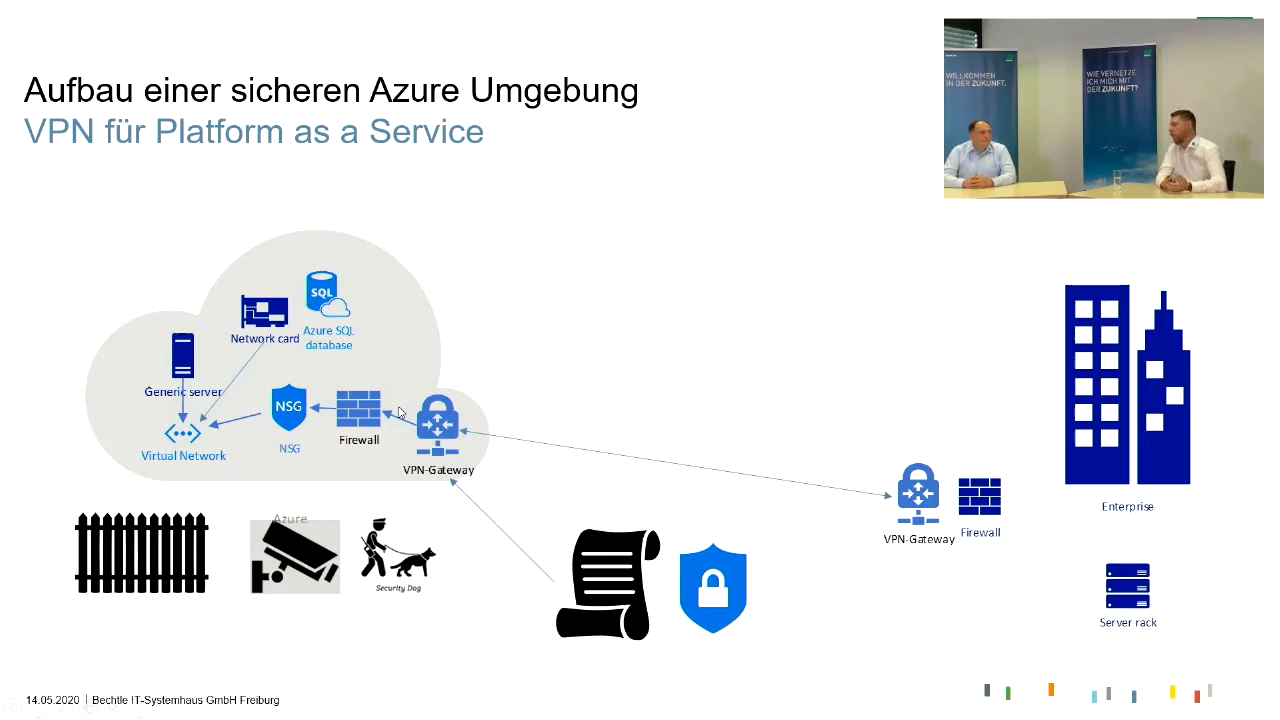 Aufbau einer sicheren Azure Umgebung
VPN für Platform as a Service
WILLKOMMEN
IN DER ZUKUNFT.
WIE VERNETZE
ICH MICH MIT
DER ZUKUNFT?
SQL
Network card
Azure SQL
database
Generic server
NSG
Virtual Network
NSG
Firewall
VPN-Gateway
Azure
Security Dog
VPN-Gateway
Firewall
Enterprise
Server rack
14.05.2020 | Bechtle IT-Systemhaus GmbH Freiburg